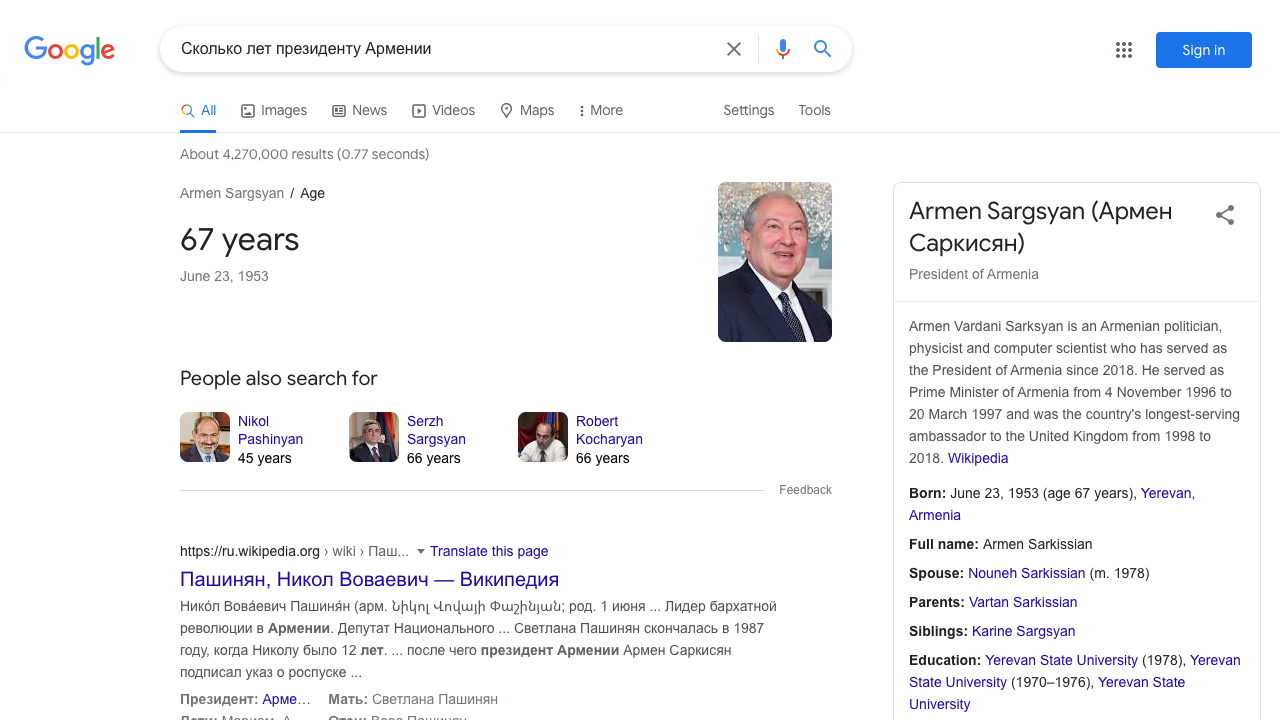 Google
Сколько лет президенту Армении
Sign in
All
Images
News
Videos
Maps
More
Settings
Tools
About 4,270,000 results (0.77 seconds)
Armen Sargsyan / Age
67 years
June 23, 1953
People also search for
Nikol
Pashinyan
45 years
Serzh
Sargsyan
66 years
Robert
Kocharyan
66 years
Feedback
https://ru.wikipedia.org › wiki › Паш... Translate this page
Пашинян, Никол Воваевич — Википедия
Нико́л Вова́евич Пашиня́н (арм. Նիկոլ Վովայի Փաշինյան; род. 1 июня ... Лидер бархатной
революции в Армении. Депутат Национального ... Светлана Пашинян скончалась в 1987
году, когда Николу было 12 лет. ... после чего президент Армении Армен Саркисян
подписал указ о роспуске ...
Президент: Арме… Мать: Светлана Пашинян
Armen Sargsyan (Армен
Саркисян)
President of Armenia
Armen Vardani Sarksyan is an Armenian politician,
physicist and computer scientist who has served as
the President of Armenia since 2018. He served as
Prime Minister of Armenia from 4 November 1996 to
20 March 1997 and was the country's longest-serving
ambassador to the United Kingdom from 1998 to
2018. Wikipedia
Born: June 23, 1953 (age 67 years), Yerevan,
Armenia
Full name: Armen Sarkissian
Spouse: Nouneh Sarkissian (m. 1978)
Parents: Vartan Sarkissian
Siblings: Karine Sargsyan
Education: Yerevan State University (1978), Yerevan
State University (1970–1976), Yerevan State
University